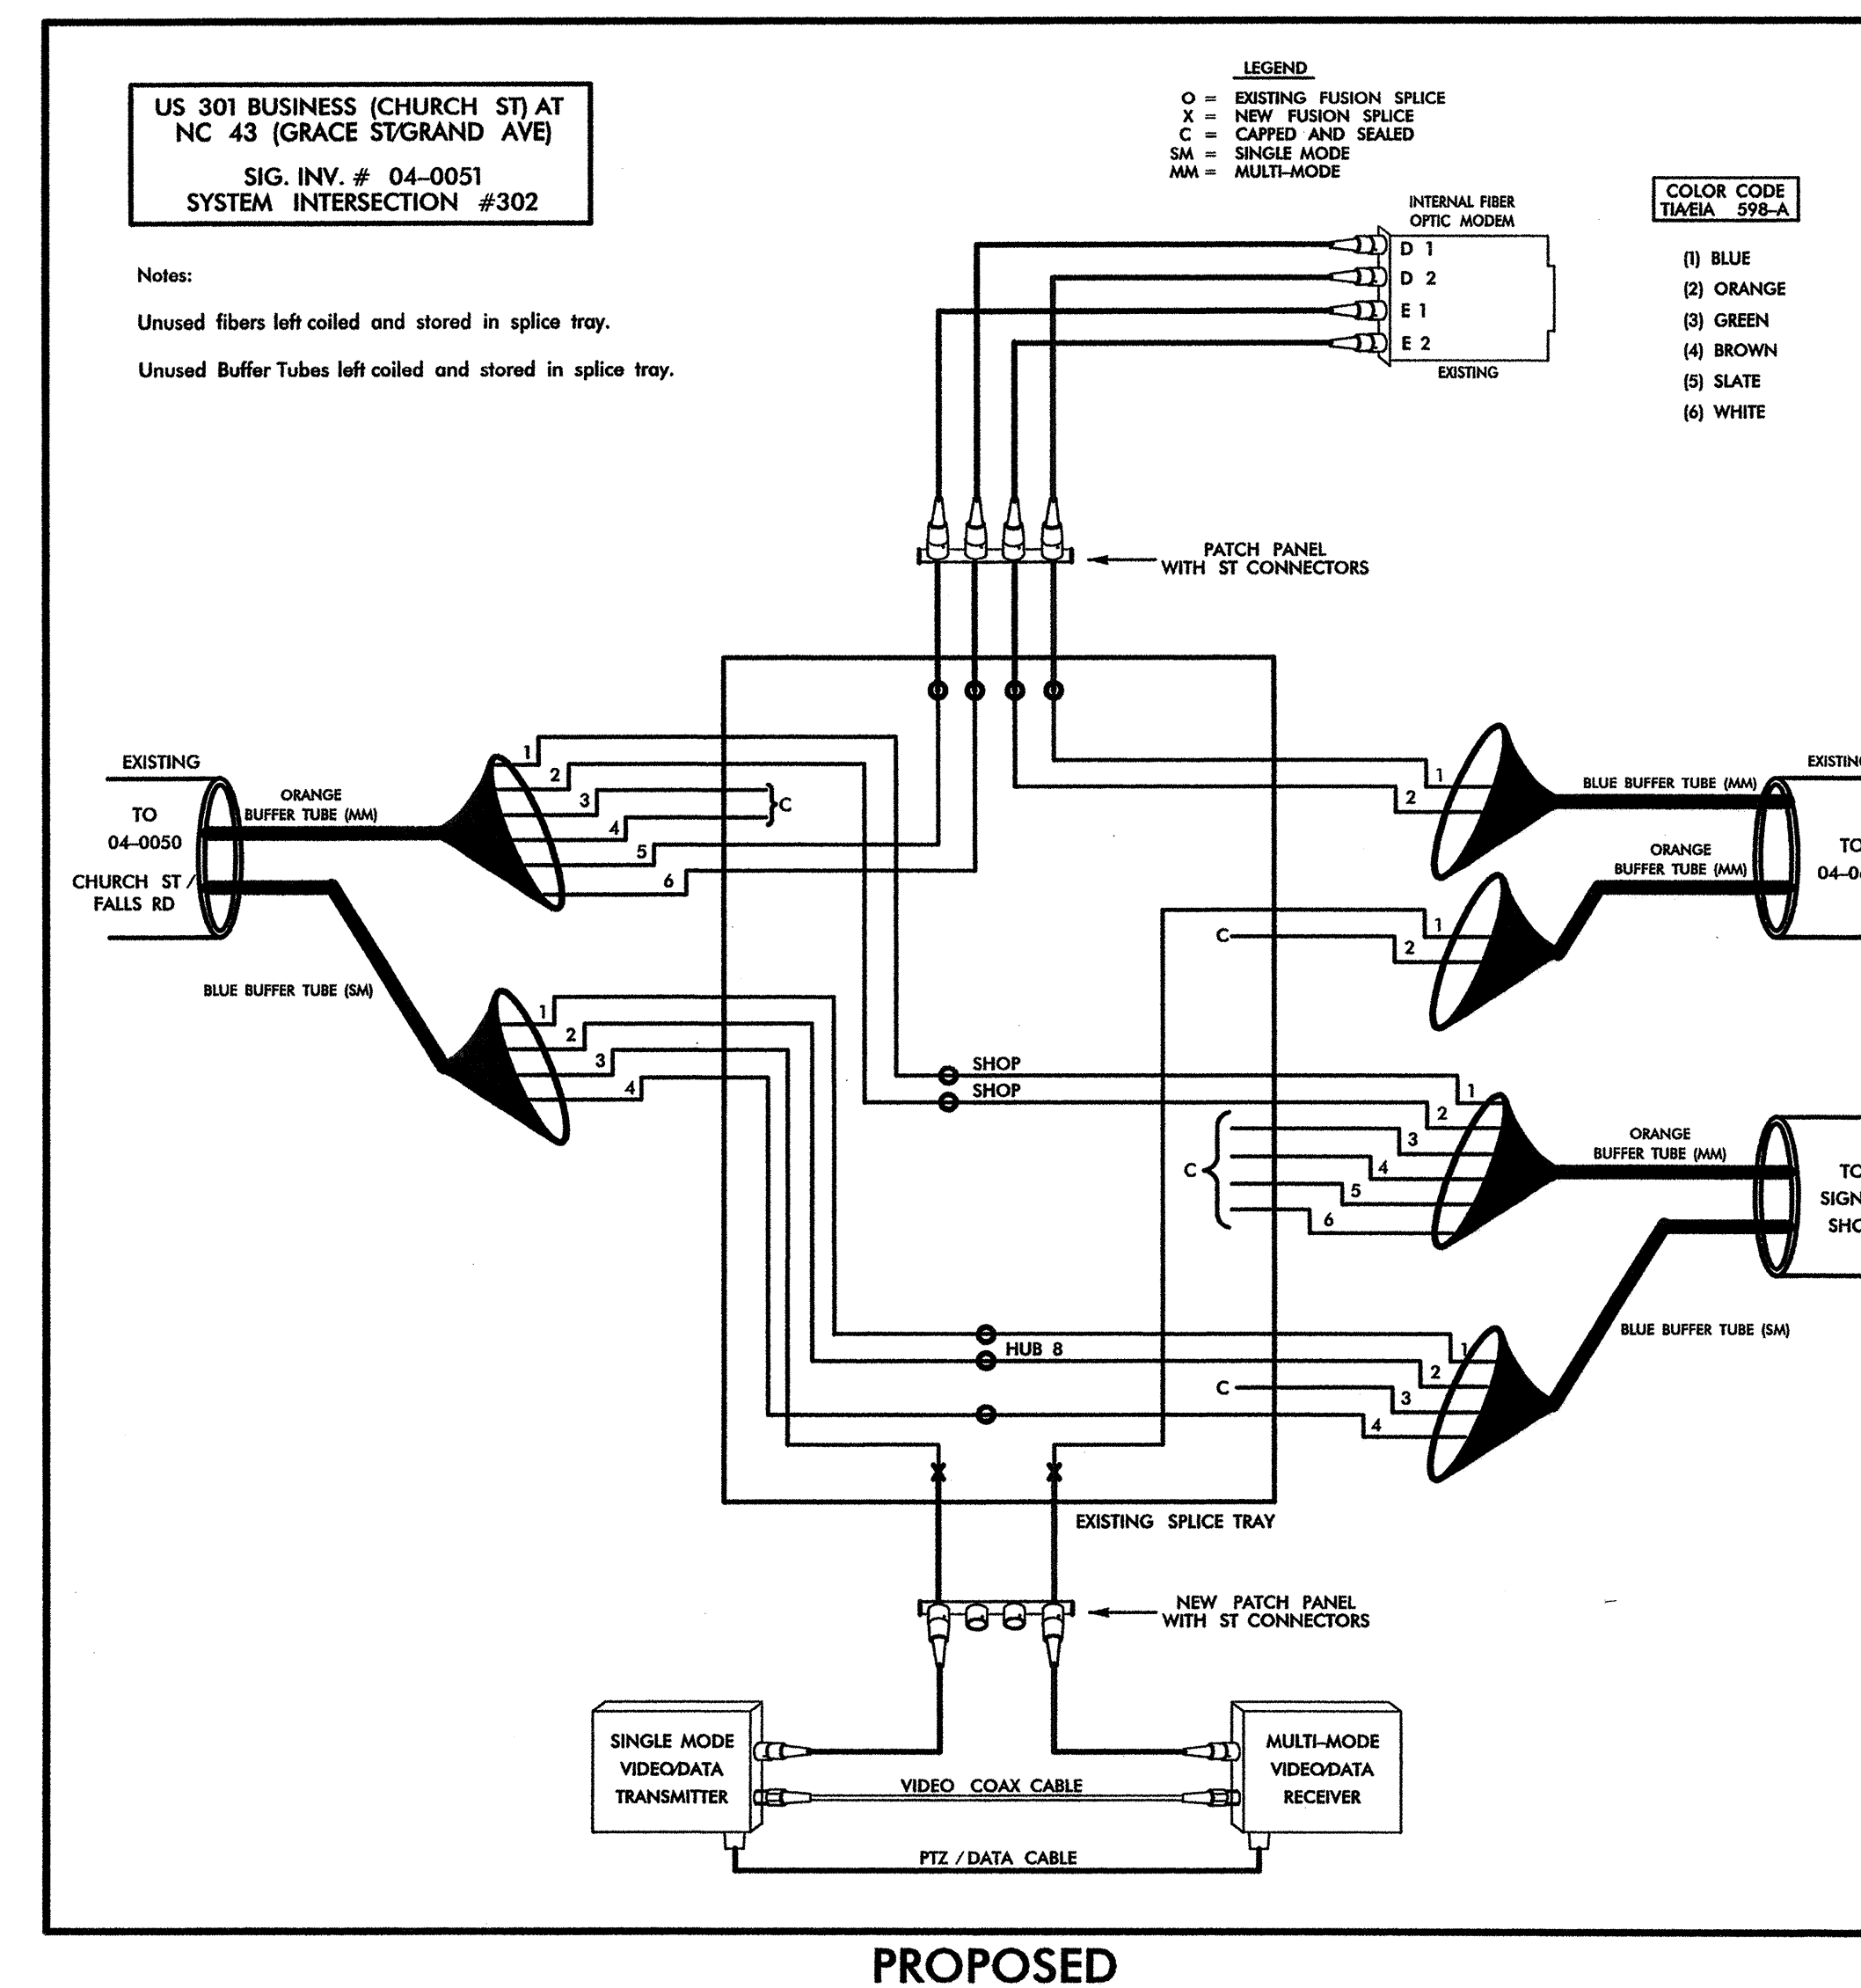 US 301 BUSINESS (CHURCH ST) AT
NC 43 (GRACE ST/GRAND AVE)
SIG. INV. # 04-0051
SYSTEM INTERSECTION #302
Notes:
Unused fibers left coiled and stored in splice tray.
Unused Buffer Tubes left coiled and stored in splice tray.
LEGEND
O = EXISTING FUSION SPLICE
X = NEW FUSION SPLICE
C = CAPPED AND SEALED
SM = SINGLE MODE
MM = MULTI-MODE
COLOR CODE
TIA/EIA 598-A
(1) BLUE
(2) ORANGE
(3) GREEN
(4) BROWN
(5) SLATE
(6) WHITE
INTERNAL FIBER
OPTIC MODEM
D 1
D 2
E 1
E 2
EXISTING
PATCH PANEL
WITH ST CONNECTORS
EXISTING
TO
04-0050
CHURCH ST /
FALLS RD
ORANGE
BUFFER TUBE (MM)
1
2
3
4
5
6
C
BLUE BUFFER TUBE (SM)
1
2
3
4
1
2
BLUE BUFFER TUBE (MM)
EXISTING
TO
ORANGE
BUFFER TUBE (MM)
1
2
C
SHOP
SHOP
1
2
3
4
5
6
C
ORANGE
BUFFER TUBE (MM)
TO
BLUE BUFFER TUBE (SM)
HUB 8
1
2
3
4
C
EXISTING SPLICE TRAY
NEW PATCH PANEL
WITH ST CONNECTORS
SINGLE MODE
VIDEO/DATA
TRANSMITTER
VIDEO COAX CABLE
MULTI-MODE
VIDEO/DATA
RECEIVER
PTZ / DATA CABLE
PROPOSED